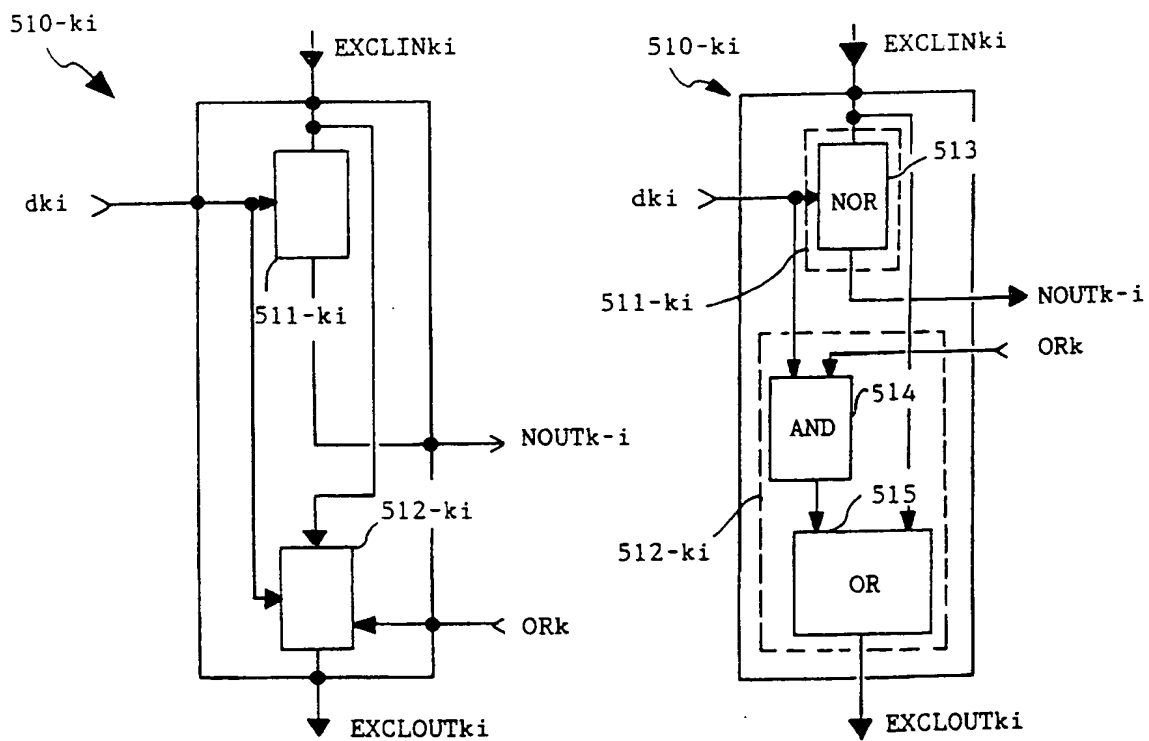 510-ki
EXCLINki
dki
511-ki
NOUTk-i
512-ki
ORk
EXCLOUTki
510-ki
EXCLINki
513
dki
NOR
511-ki
NOUTk-i
ORk
514
AND
515
512-ki
OR
EXCLOUTki